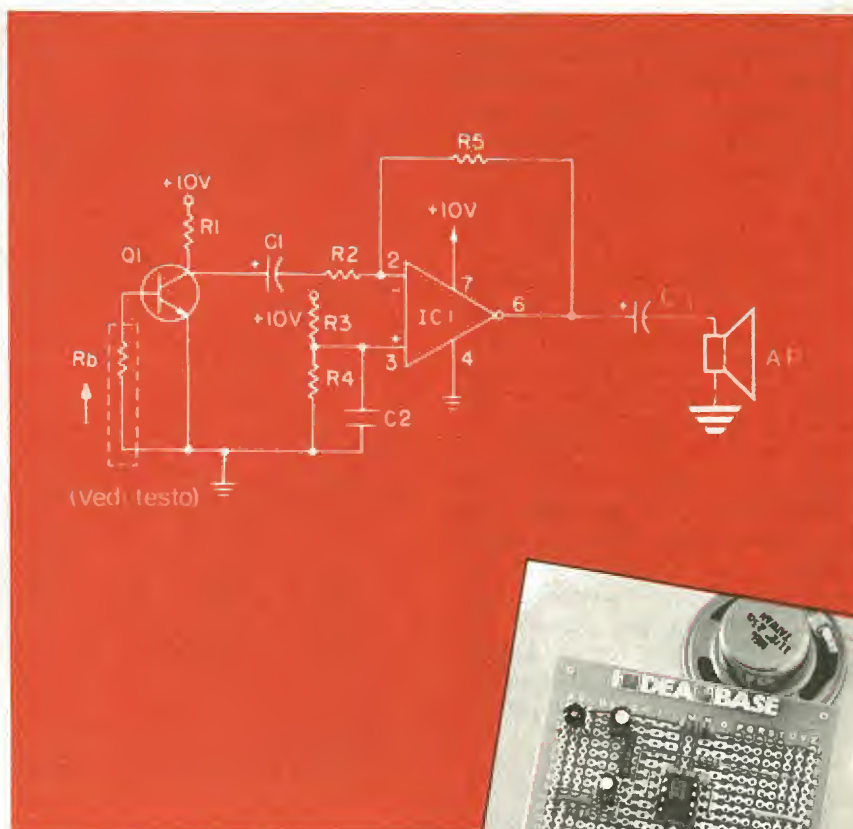 R5
+10V
+10V
R1
Q1
C1
R2
2
-
7
+10V
R3
IC1
6
+
3
4
R4
C2
Rb
AP
(Vedi testo)
IDEA BASE